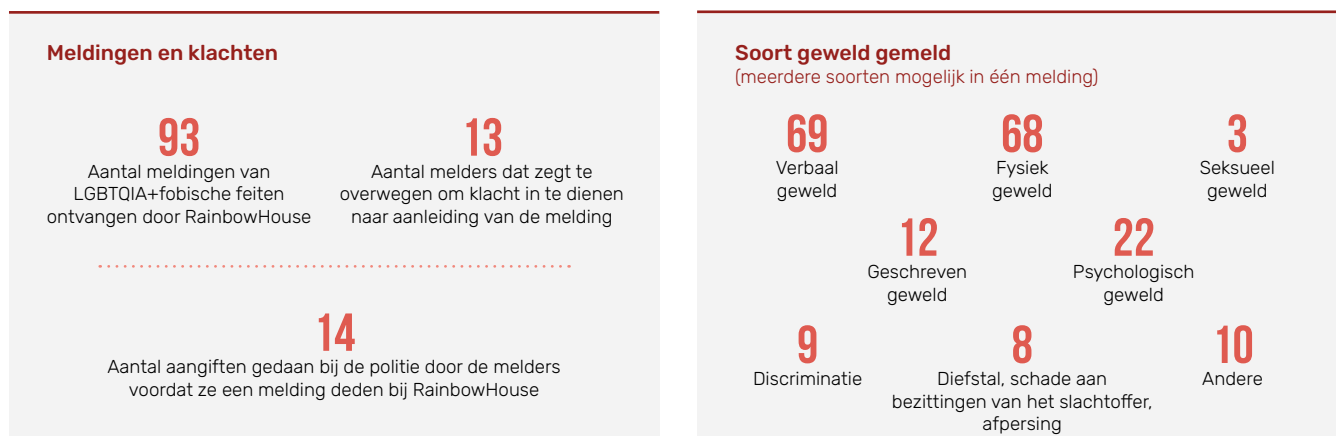 Meldingen en klachten
93
Aantal meldingen van
LGBTQIA+fobische feiten
ontvangen door RainbowHouse
13
Aantal melders dat zegt te
overwegen om klacht in te dienen
naar aanleiding van de melding
14
Aantal aangiften gedaan bij de politie door de melders
voordat ze een melding deden bij RainbowHouse
Soort geweld gemeld
(meerdere soorten mogelijk in één melding)
69
Verbaal
geweld
68
Fysiek
geweld
3
Seksueel
geweld
12
Geschreven
geweld
22
Psychologisch
geweld
9
Discriminatie
8
Diefstal, schade aan
bezittingen van het slachtoffer,
afpersing
10
Andere